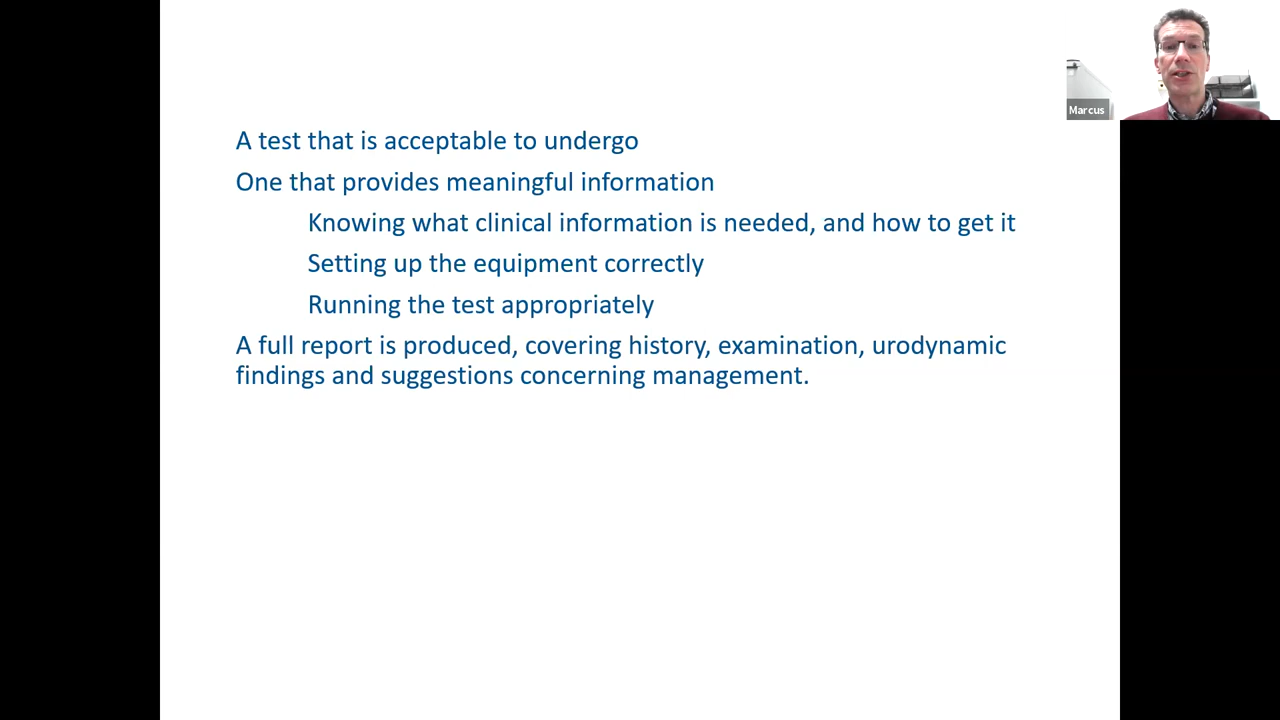 Marcus
A test that is acceptable to undergo
One that provides meaningful information
Knowing what clinical information is needed, and how to get it
Setting up the equipment correctly
Running the test appropriately
A full report is produced, covering history, examination, urodynamic
findings and suggestions concerning management.